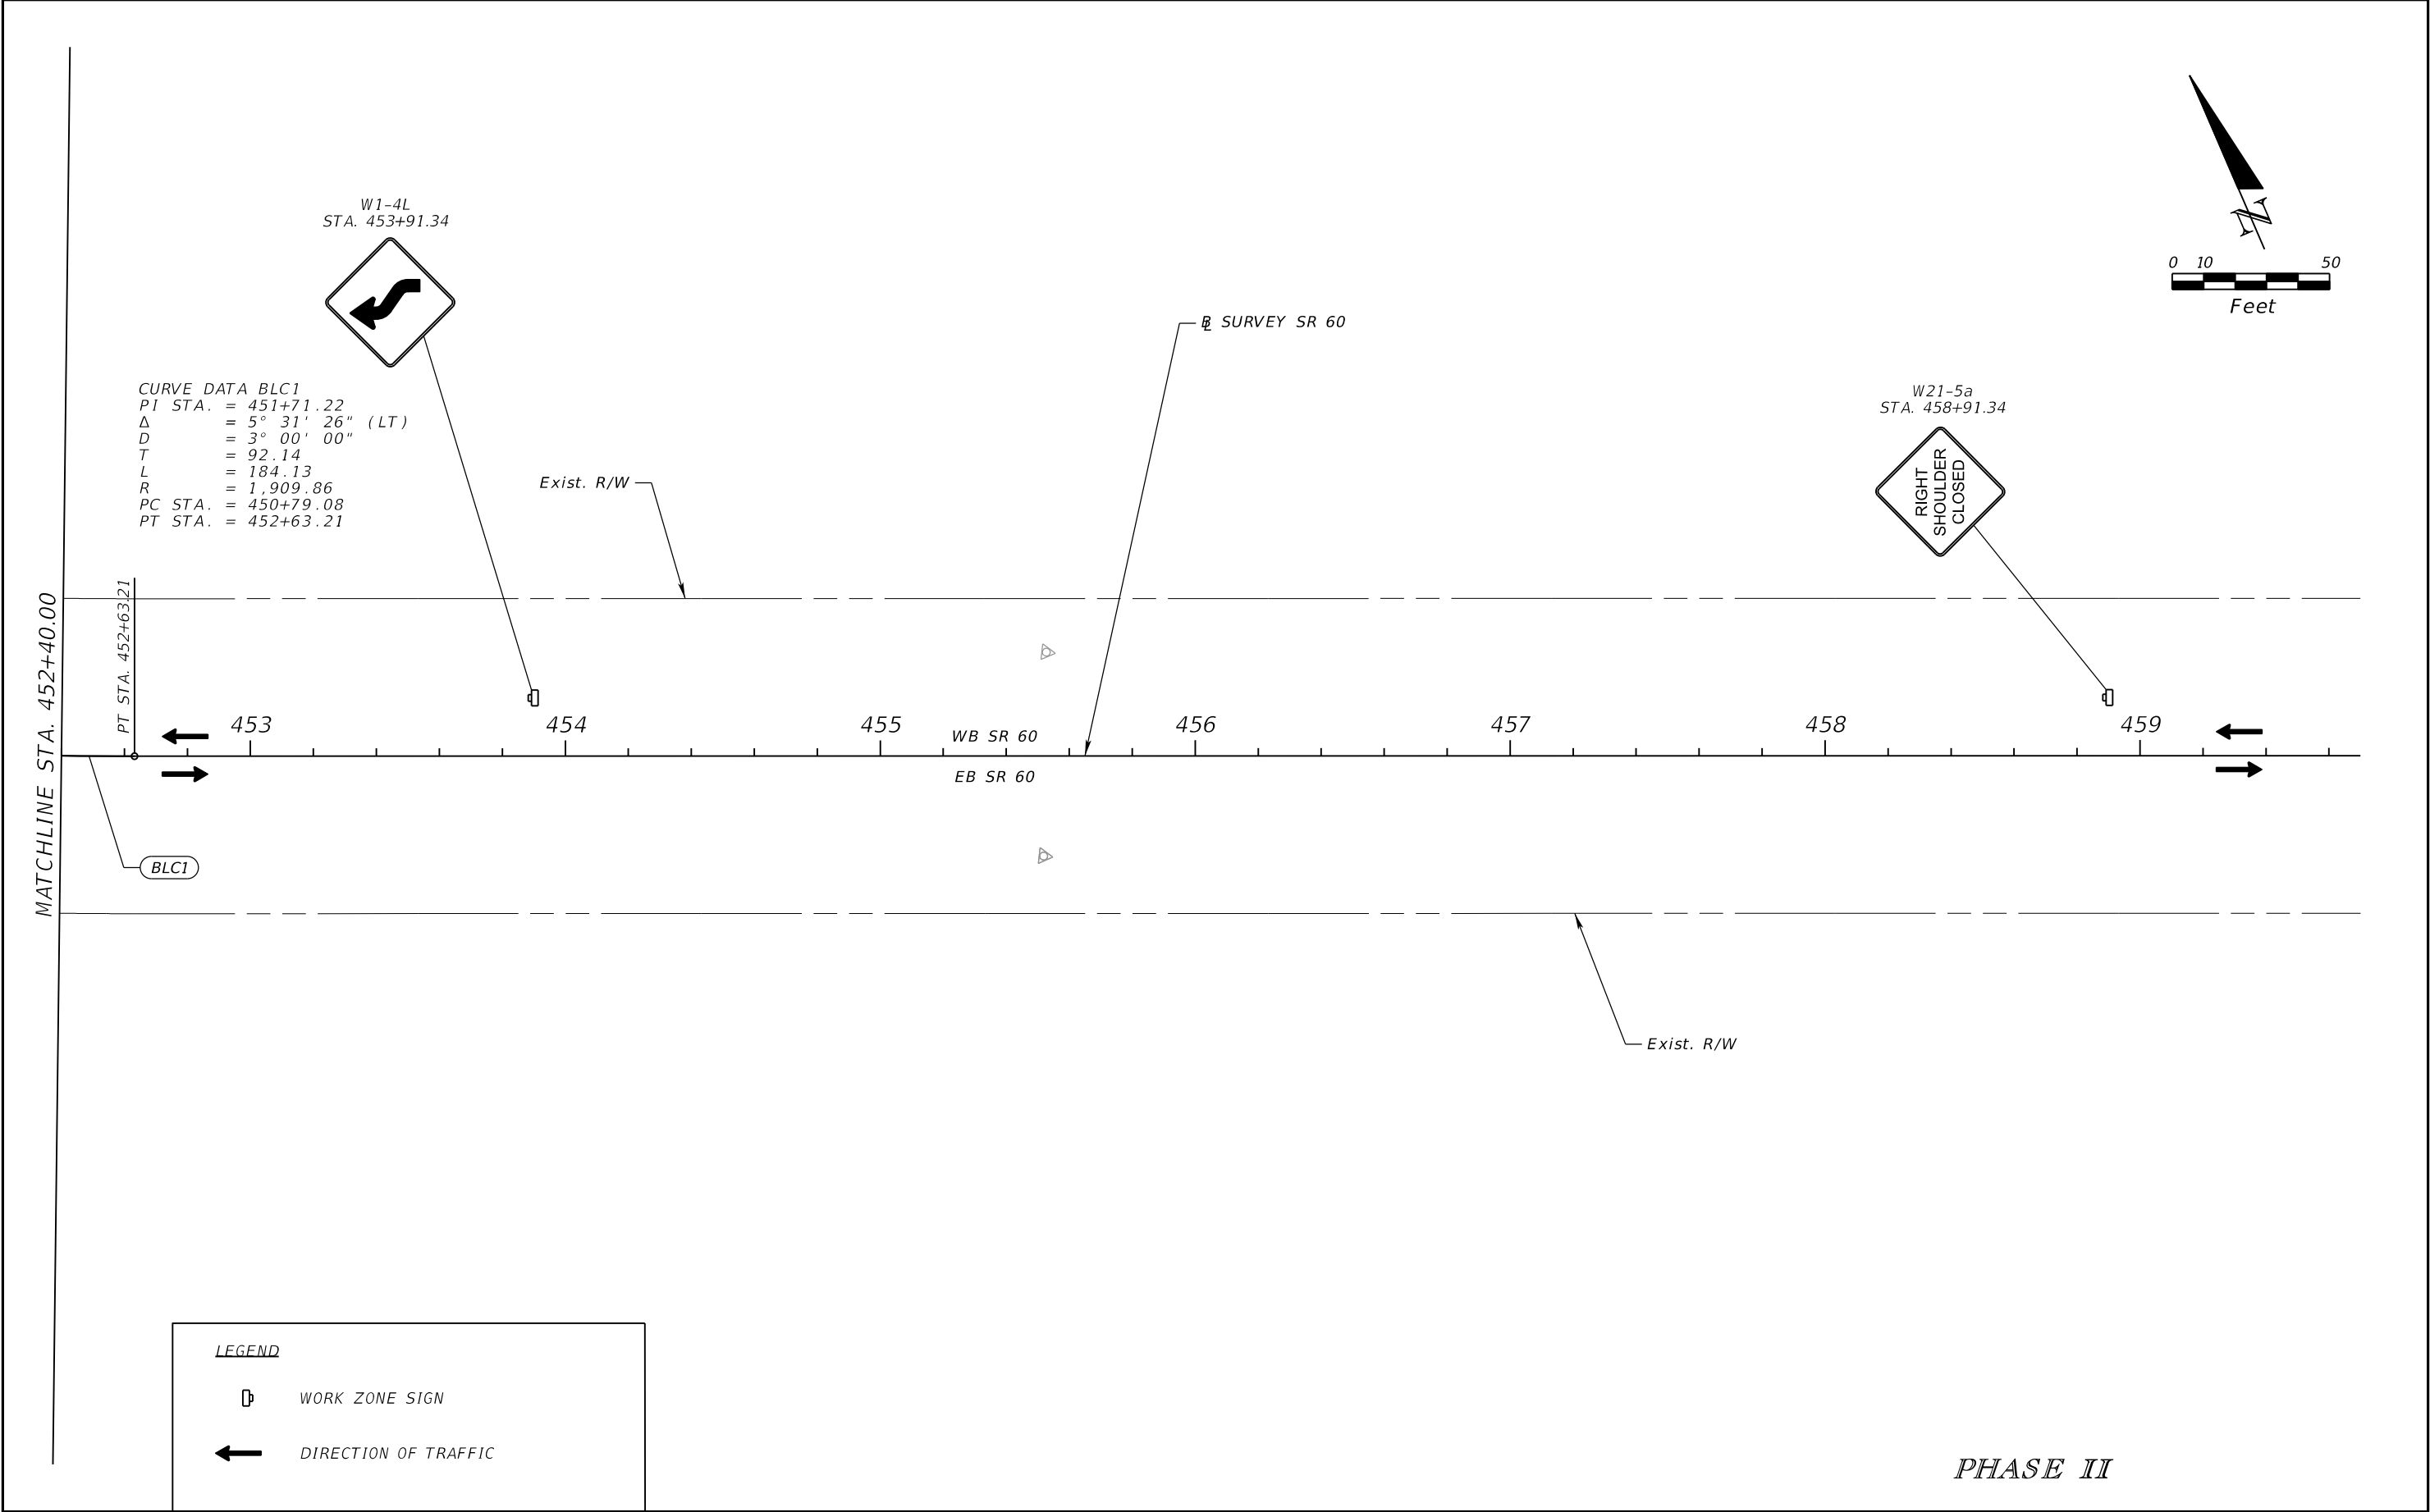 W1-4L
STA. 453+91.34
0 10 50
Feet
℄ SURVEY SR 60
CURVE DATA BLC1
PI STA. = 451+71.22
Δ = 5° 31' 26" (LT)
D = 3° 00' 00"
T = 92.14
L = 184.13
R = 1,909.86
PC STA. = 450+79.08
PT STA. = 452+63.21
W21-5a
STA. 458+91.34
RIGHT
SHOULDER
CLOSED
Exist. R/W
MATCHLINE STA. 452+40.00
PT STA. 452+63.21
453 454 455 456 457 458 459
WB SR 60
EB SR 60
BLC1
Exist. R/W
LEGEND
WORK ZONE SIGN
DIRECTION OF TRAFFIC
PHASE II